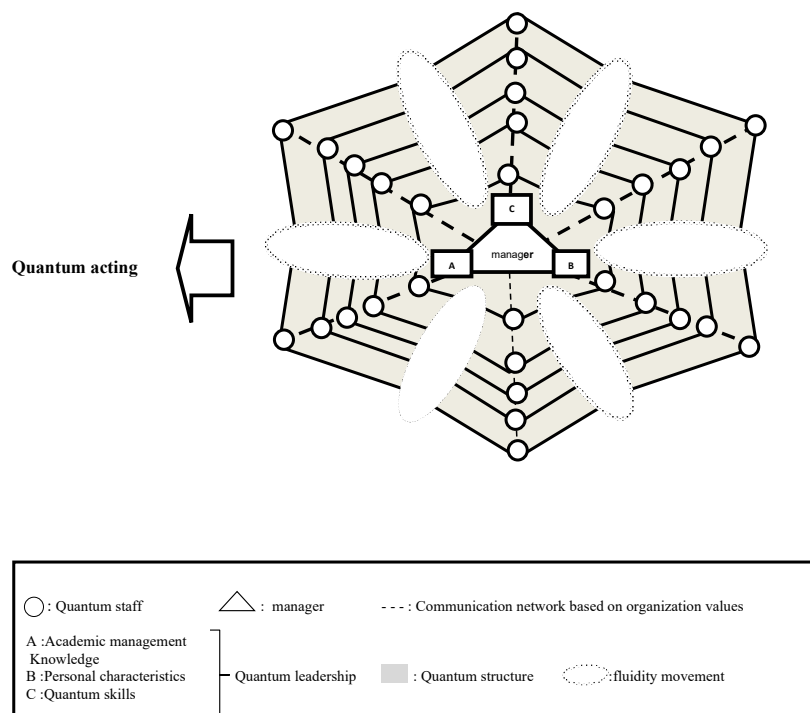 C
manager
A
B
Quantum acting
: Quantum staff
: manager
- - - : Communication network based on organization values
A :Academic management
Knowledge
B :Personal characteristics
C :Quantum skills
Quantum leadership
: Quantum structure
:fluidity movement